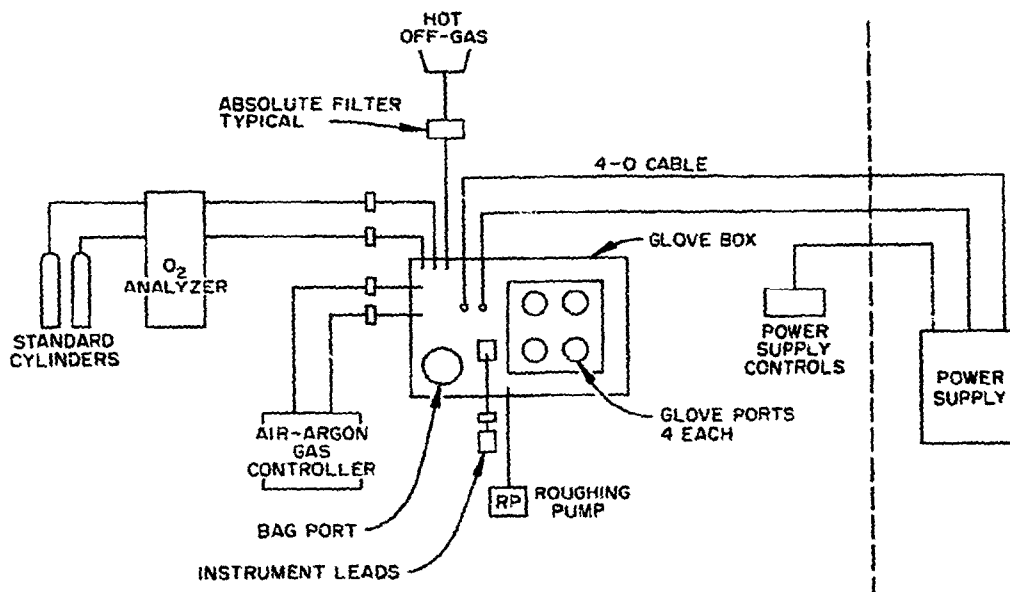 HOT
OFF-GAS
ABSOLUTE FILTER
TYPICAL
4-0 CABLE
GLOVE BOX
O2
ANALYZER
STANDARD
CYLINDERS
POWER
SUPPLY
CONTROLS
POWER
SUPPLY
GLOVE PORTS
4 EACH
AIR-ARGON
GAS
CONTROLLER
RP
ROUGHING
PUMP
BAG PORT
INSTRUMENT LEADS